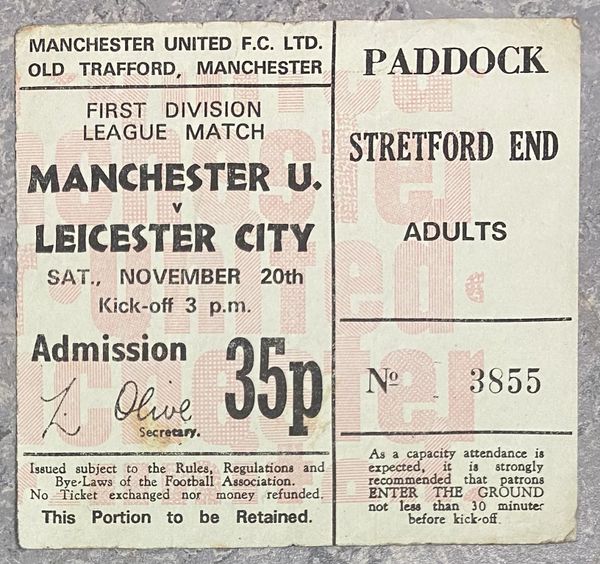 MANCHESTER UNITED F.C. LTD.
OLD TRAFFORD, MANCHESTER
FIRST DIVISION
LEAGUE MATCH
MANCHESTER U.
v
LEICESTER CITY
SAT., NOVEMBER 20th
Kick-off 3 p.m.
Admission 35p
L. Olive
Secretary.
Issued subject to the Rules, Regulations and
Bye-Laws of the Football Association.
No Ticket exchanged nor money refunded.
This Portion to be Retained.
PADDOCK
STRETFORD END
ADULTS
No 3855
As a capacity attendance is
expected, it is strongly
recommended that patrons
ENTER THE GROUND
not less than 30 minutes
before kick-off.